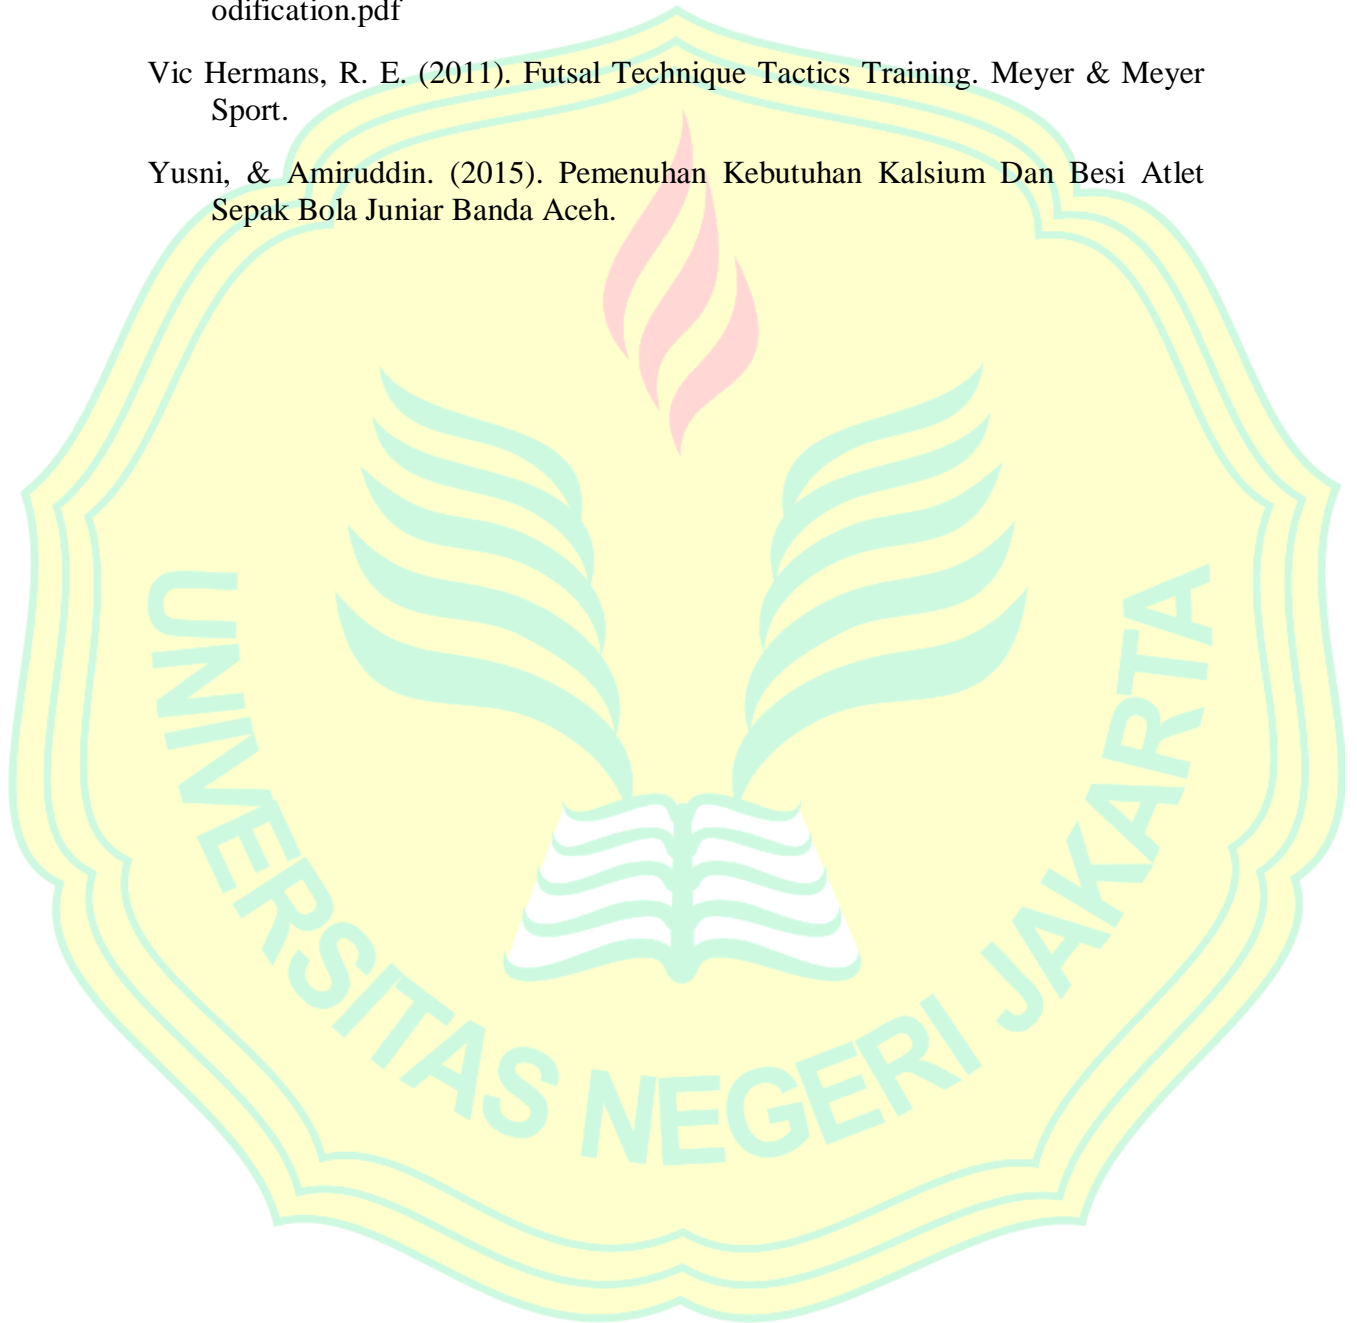 odification.pdf
Vic Hermans, R. E. (2011). Futsal Technique Tactics Training. Meyer & Meyer
Sport.
Yusni, & Amiruddin. (2015). Pemenuhan Kebutuhan Kalsium Dan Besi Atlet
Sepak Bola Juniar Banda Aceh.
UNIVERSITAS NEGERI JAKARTA